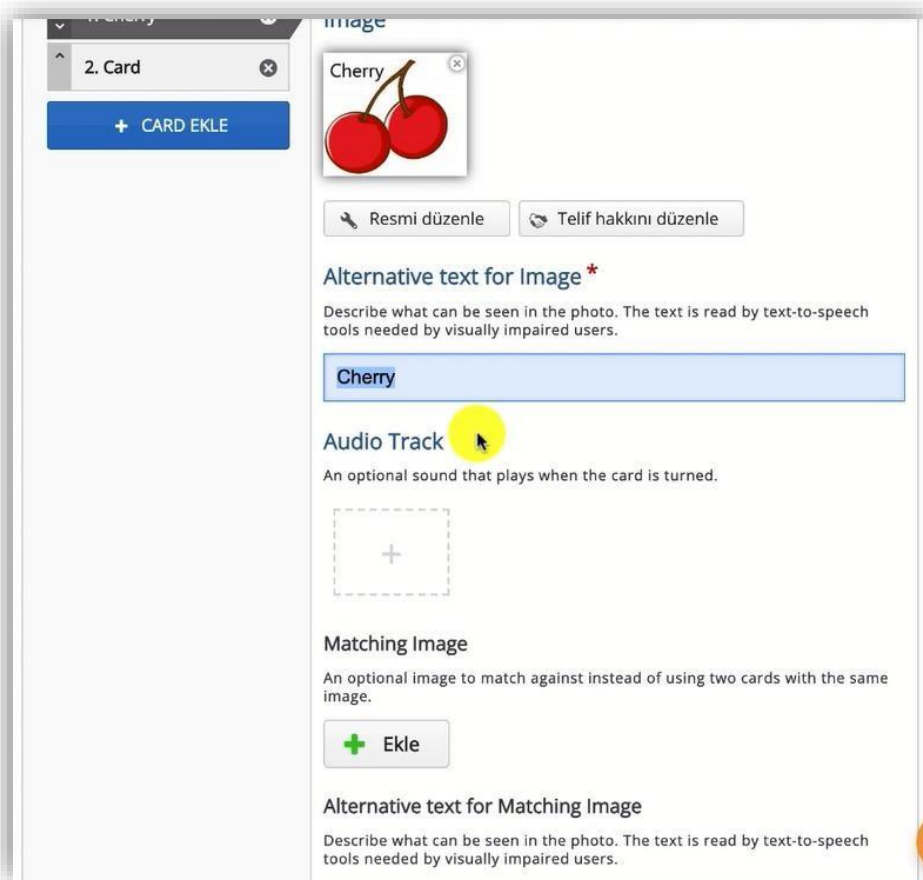 1. Cherry
2. Card
+ CARD EKLE
Image
Cherry
Resmi düzenle
Telif hakkını düzenle
Alternative text for Image *
Describe what can be seen in the photo. The text is read by text-to-speech
tools needed by visually impaired users.
Cherry
Audio Track
An optional sound that plays when the card is turned.
+
Matching Image
An optional image to match against instead of using two cards with the same
image.
Ekle
Alternative text for Matching Image
Describe what can be seen in the photo. The text is read by text-to-speech
tools needed by visually impaired users.